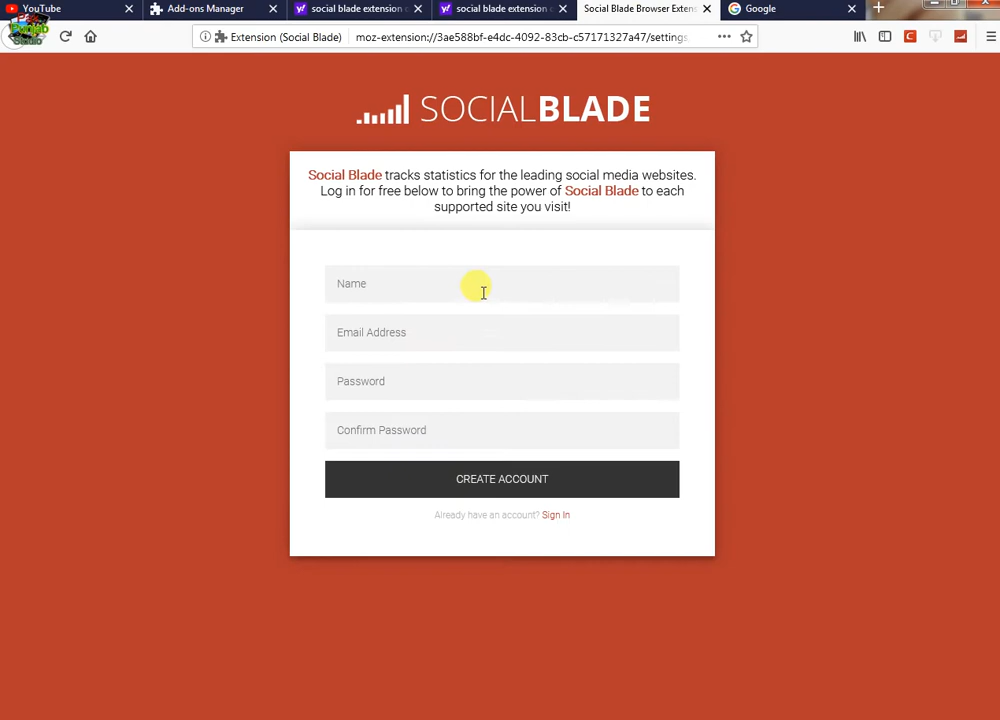 YouTube
Add-ons Manager
social blade extension c
social blade extension c
Social Blade Browser Exten
Google
Punjab
Studio
Extension (Social Blade)
moz-extension://3ae588bf-e4dc-4092-83cb-c57171327a47/settings
SOCIALBLADE
Social Blade tracks statistics for the leading social media websites.
Log in for free below to bring the power of Social Blade to each
supported site you visit!
Name
Email Address
Password
Confirm Password
CREATE ACCOUNT
Already have an account? Sign In